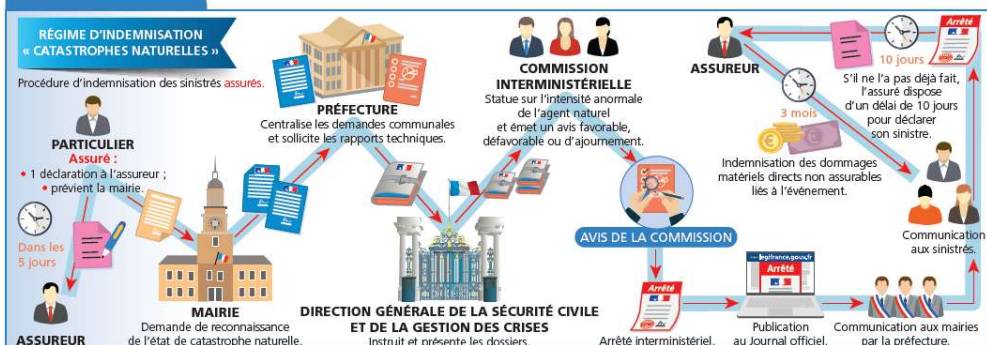 RÉGIME D'INDEMNISATION
« CATASTROPHES NATURELLES »
Procédure d'indemnisation des sinistrés assurés.
PARTICULIER
Assuré :
• 1 déclaration à l'assureur ;
• prévient la mairie.
Dans les
5 jours
ASSUREUR
MAIRIE
Demande de reconnaissance
de l'état de catastrophe naturelle.
PRÉFECTURE
Centralise les demandes communales
et sollicite les rapports techniques.
DIRECTION GÉNÉRALE DE LA SÉCURITÉ CIVILE
ET DE LA GESTION DES CRISES
Instruit et présente les dossiers.
COMMISSION
INTERMINISTÉRIELLE
Statue sur l'intensité anormale
de l'agent naturel
et émet un avis favorable,
défavorable ou d'ajournement.
AVIS DE LA COMMISSION
Arrêté
Arrêté interministériel.
legifrance.gouv.fr
Arrêté
Publication
au Journal officiel.
Communication aux mairies
par la préfecture.
Communication
aux sinistrés.
Arrêté
10 jours
S'il ne l'a pas déjà fait,
l'assuré dispose
d'un délai de 10 jours
pour déclarer
son sinistre.
ASSUREUR
3 mois
Indemnisation des dommages
matériels directs non assurables
liés à l'événement.